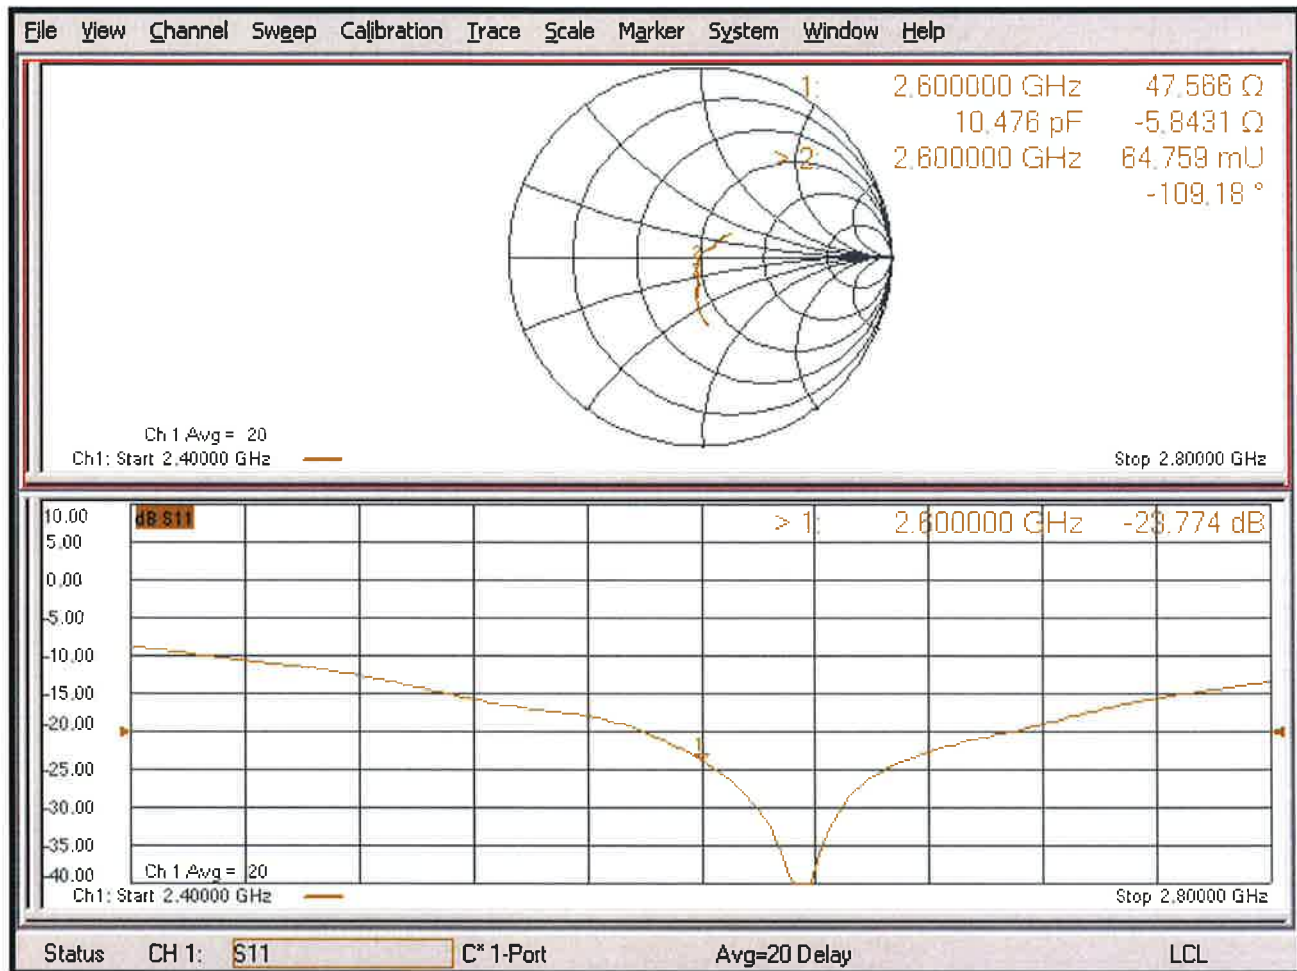 File View Channel Sweep Calibration Trace Scale Marker System Window Help
1: 2.600000 GHz 47.566 Ω
10.476 pF -5.8431 Ω
> 2: 2.600000 GHz 64.759 mU
-109.18 °
Ch 1 Avg = 20
Ch1: Start 2.40000 GHz
Stop 2.80000 GHz
10.00
5.00
0.00
-5.00
-10.00
-15.00
-20.00
-25.00
-30.00
-35.00
-40.00
dB S11
> 1: 2.600000 GHz -23.774 dB
1
Ch 1 Avg = 20
Ch1: Start 2.40000 GHz
Stop 2.80000 GHz
Status CH 1: S11 C* 1-Port Avg=20 Delay LCL